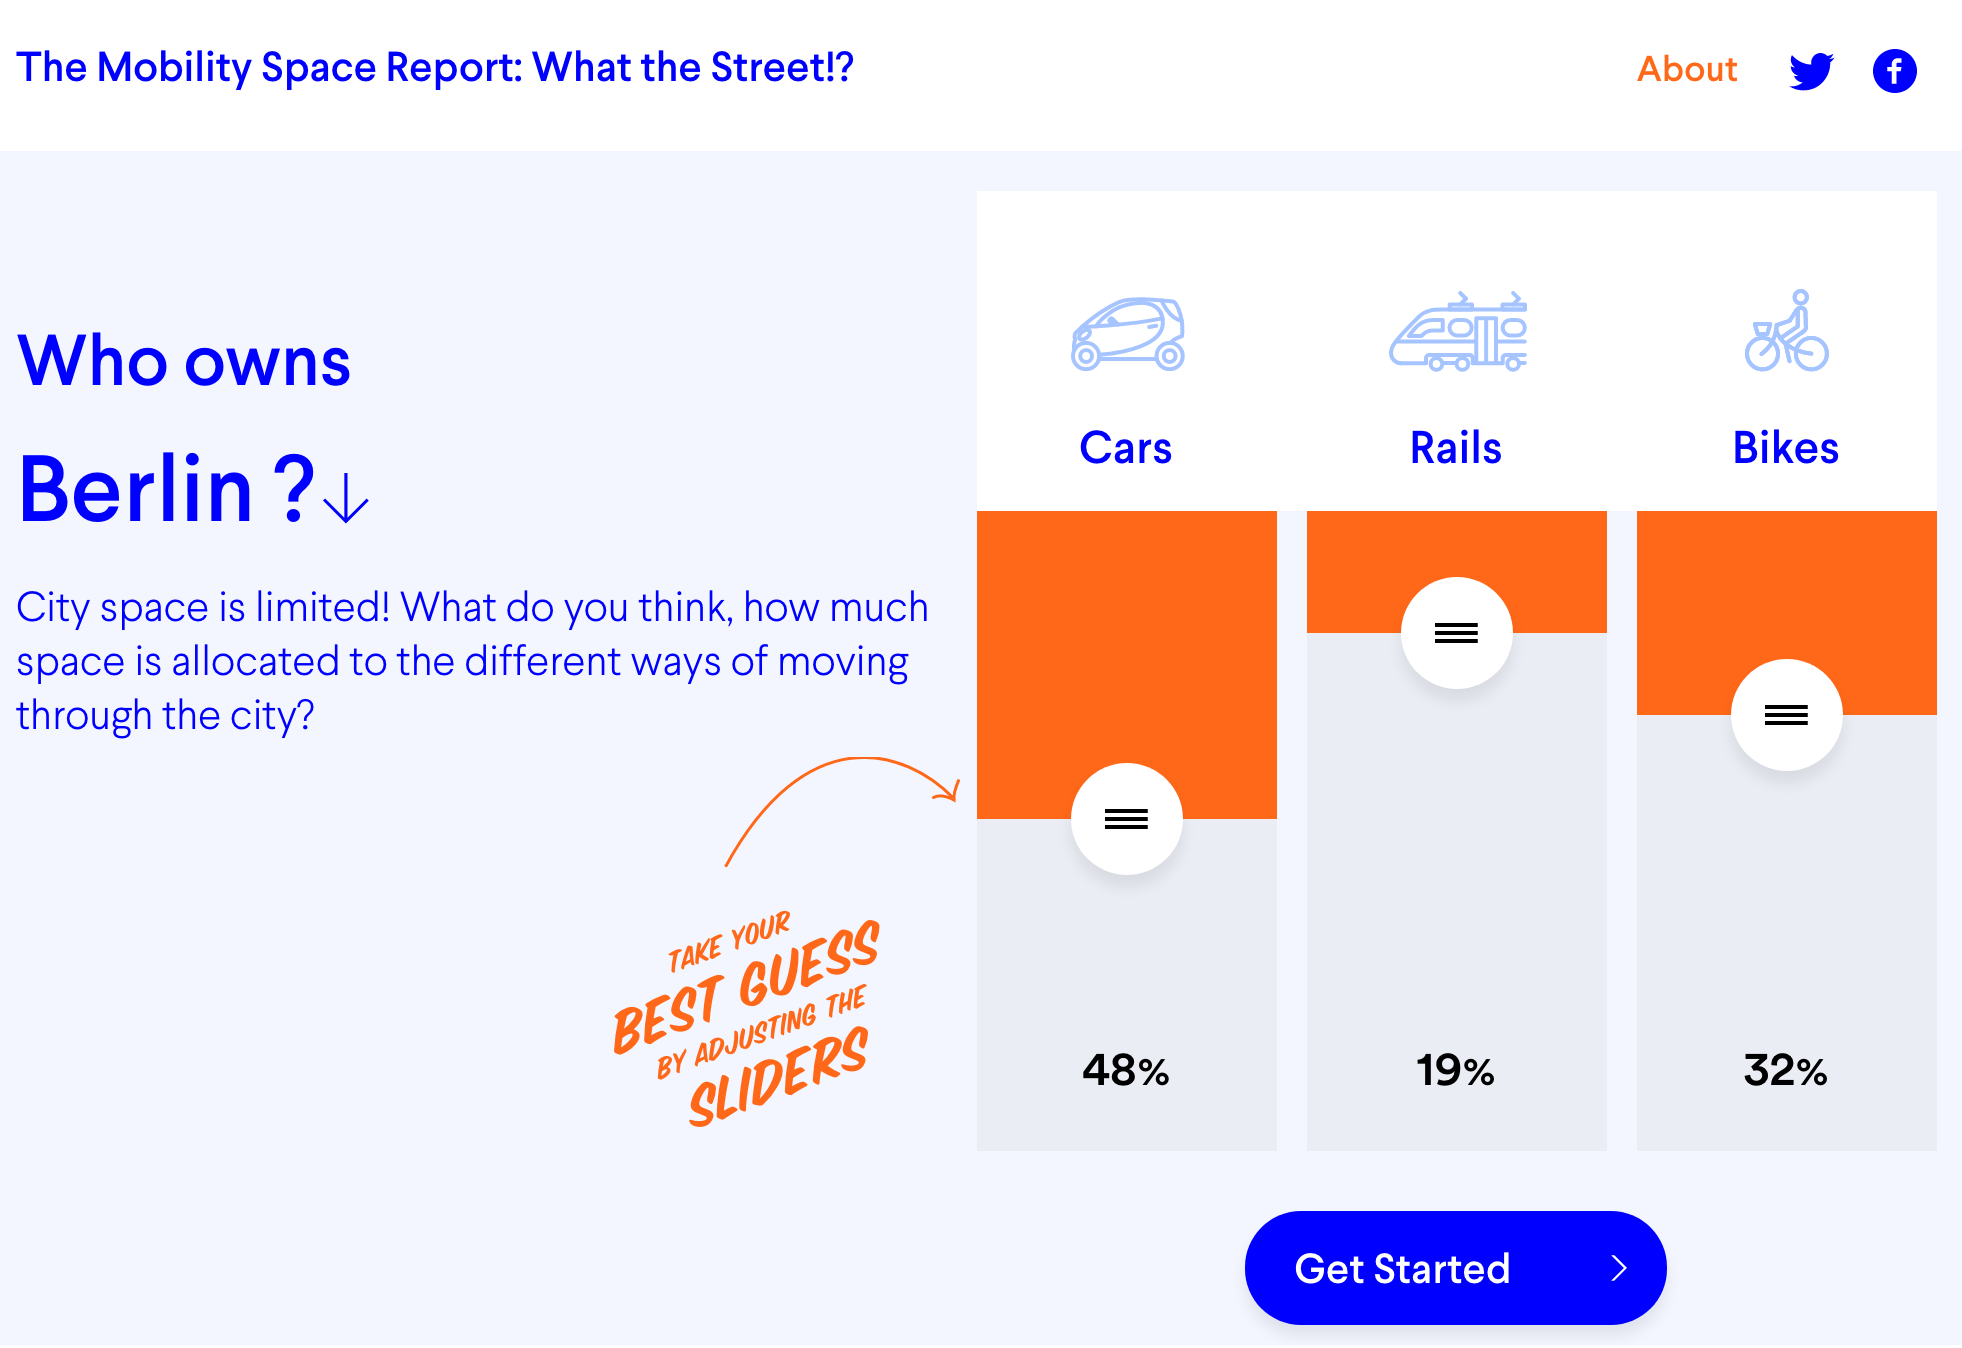 The Mobility Space Report: What the Street!?
About
Who owns
Berlin ?
City space is limited! What do you think, how much
space is allocated to the different ways of moving
through the city?
TAKE YOUR
BEST GUESS
BY ADJUSTING THE
SLIDERS
Cars
Rails
Bikes
48%
19%
32%
Get Started